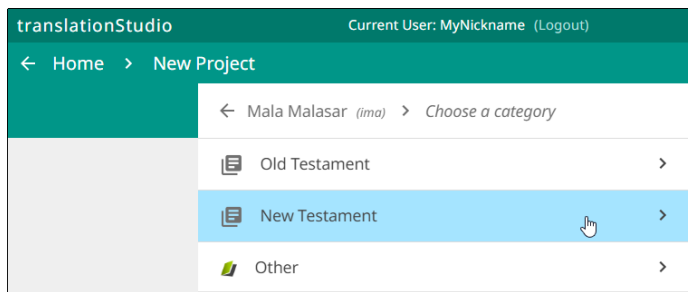 translationStudio Current User: MyNickname (Logout)
← Home > New Project
← Mala Malasar (ima) > Choose a category
Old Testament >
New Testament >
Other >